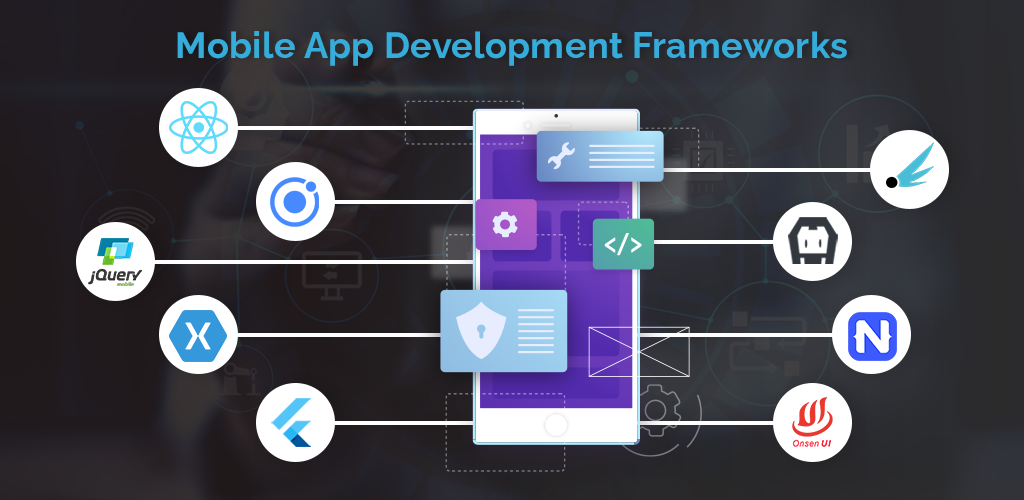 Mobile App Development Frameworks
jQuery
mobile
X
</>
N
Onsen UI